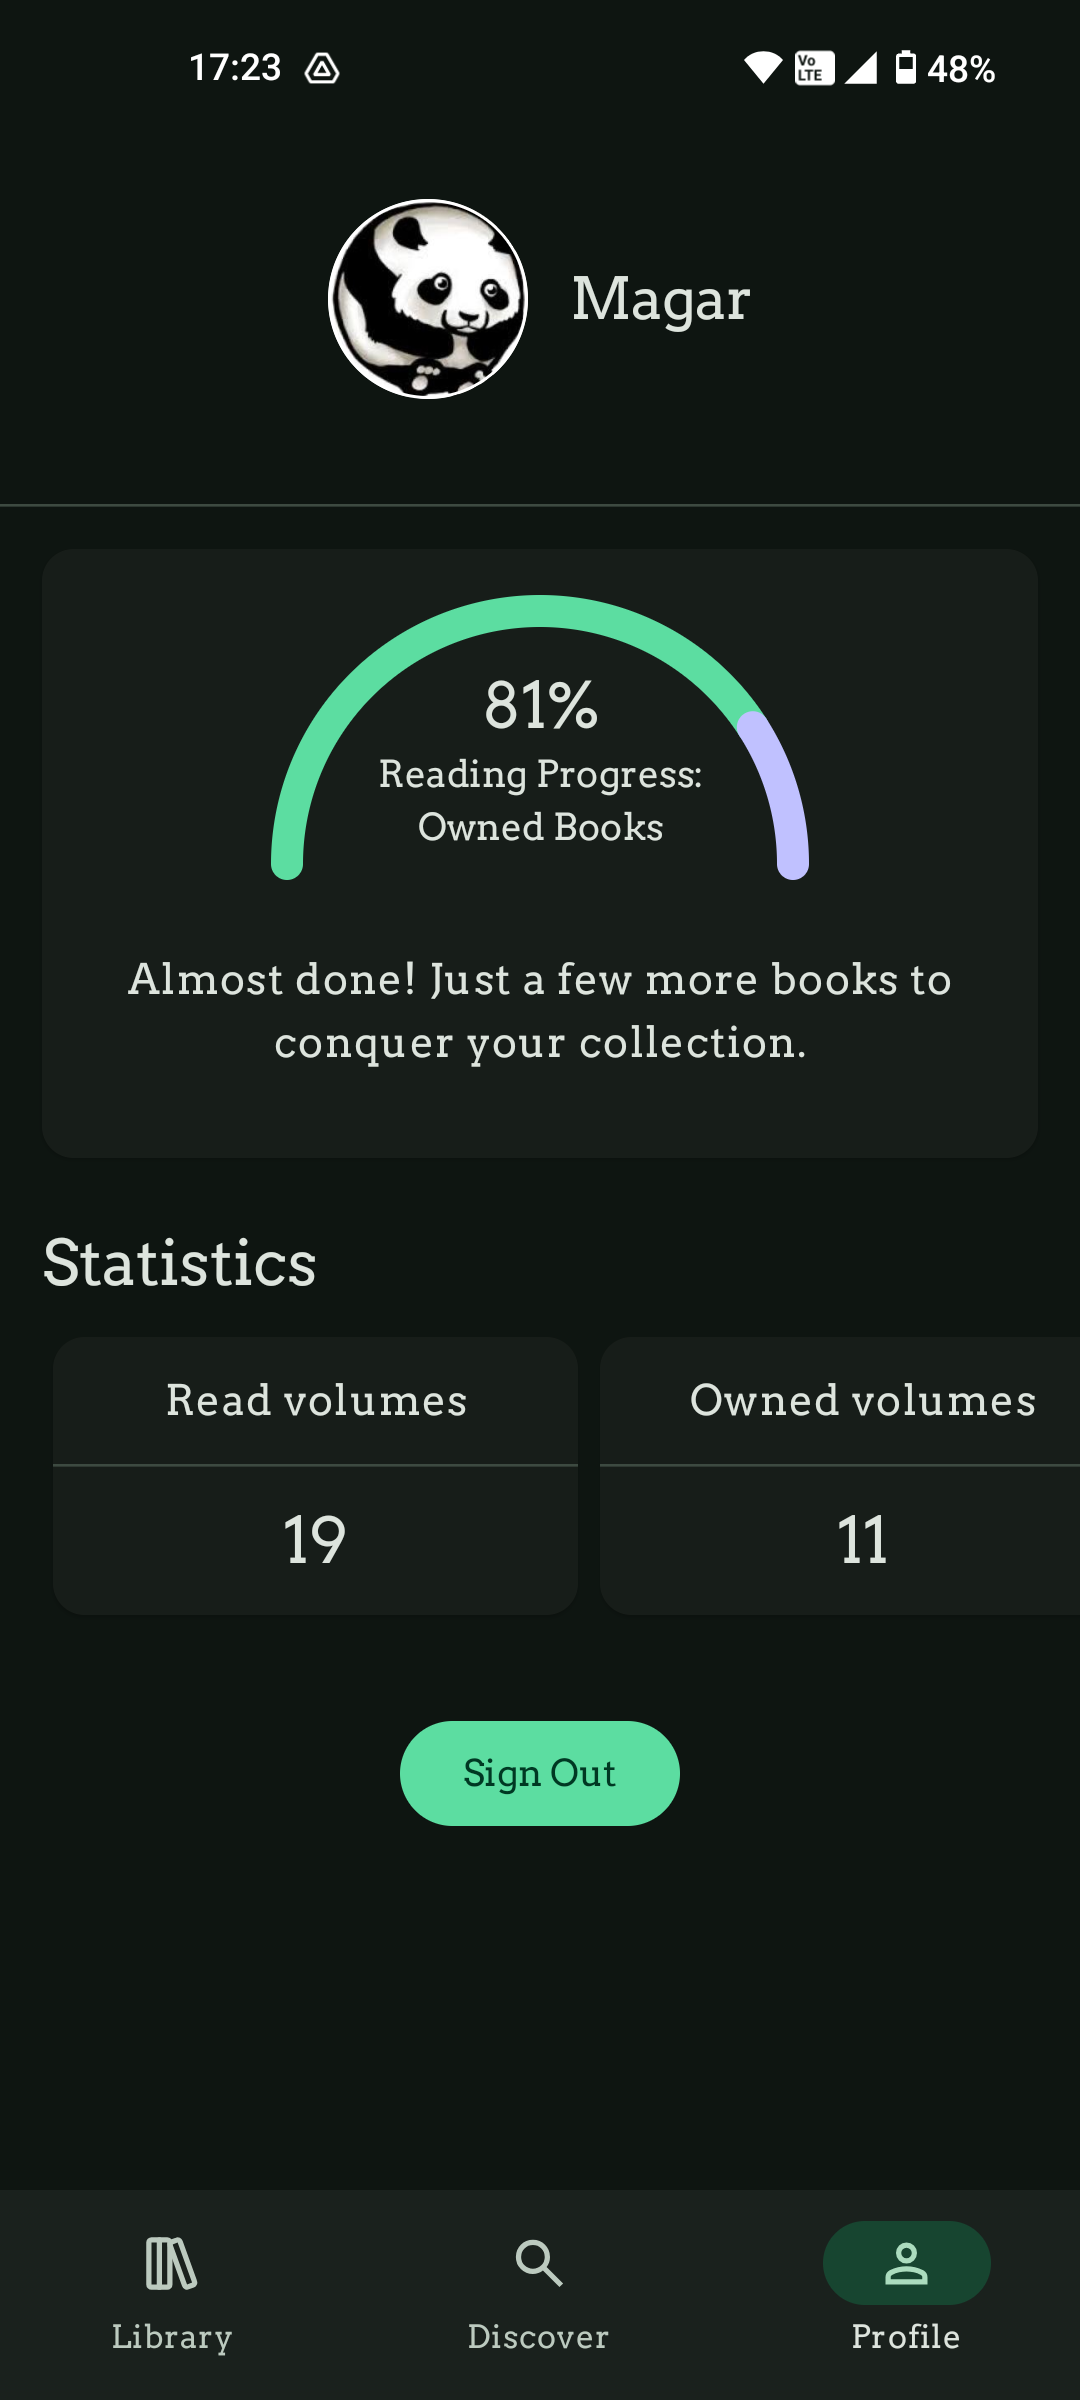 17:23 Vo LTE 48%
Magar
81%
Reading Progress:
Owned Books
Almost done! Just a few more books to
conquer your collection.
Statistics
Read volumes Owned volumes
19 11
Sign Out
Library Discover Profile